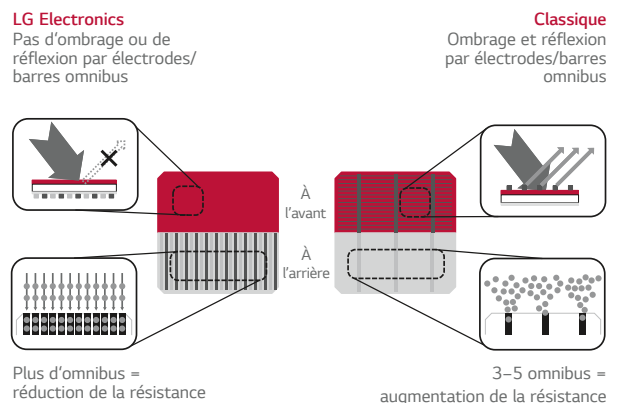 LG Electronics
Pas d'ombrage ou de
réflexion par électrodes/
barres omnibus
Classique
Ombrage et réflexion
par électrodes/barres
omnibus
À
l'avant
À
l'arrière
Plus d'omnibus =
réduction de la résistance
3–5 omnibus =
augmentation de la résistance